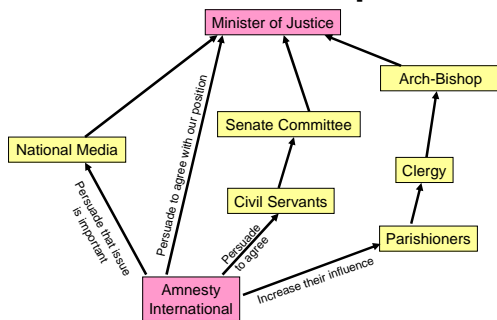 Minister of Justice
Arch-Bishop
Senate Committee
National Media
Clergy
Civil Servants
Parishioners
Amnesty
International
Persuade that issue
is important
Persuade to agree with our position
Persuade
to agree
Increase their influence